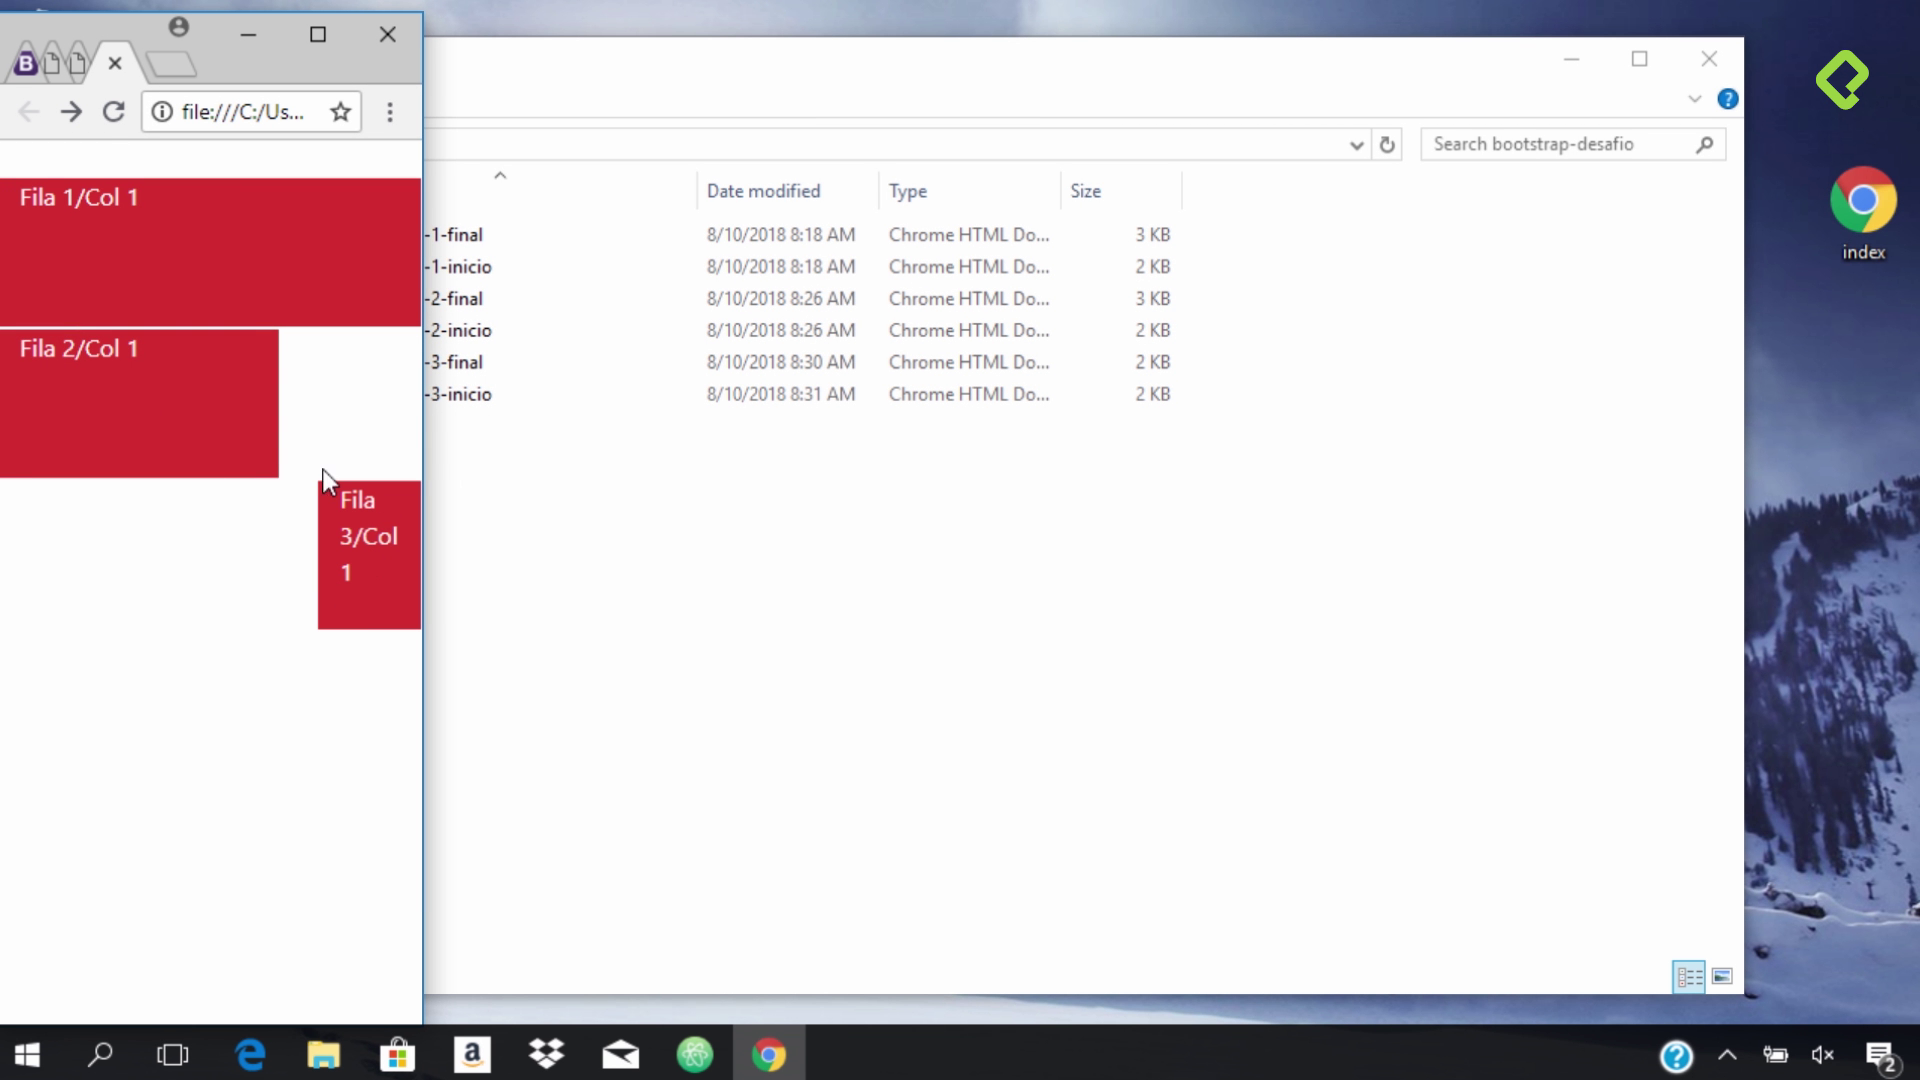 B
file:///C:/Us...
Fila 1/Col 1
Fila 2/Col 1
Fila
3/Col
1
?
Search bootstrap-desafio
Date modified
Type
Size
-1-final
8/10/2018 8:18 AM
Chrome HTML Do...
3 KB
-1-inicio
8/10/2018 8:18 AM
Chrome HTML Do...
2 KB
-2-final
8/10/2018 8:26 AM
Chrome HTML Do...
3 KB
-2-inicio
8/10/2018 8:26 AM
Chrome HTML Do...
2 KB
-3-final
8/10/2018 8:30 AM
Chrome HTML Do...
2 KB
-3-inicio
8/10/2018 8:31 AM
Chrome HTML Do...
2 KB
index
a
?
2